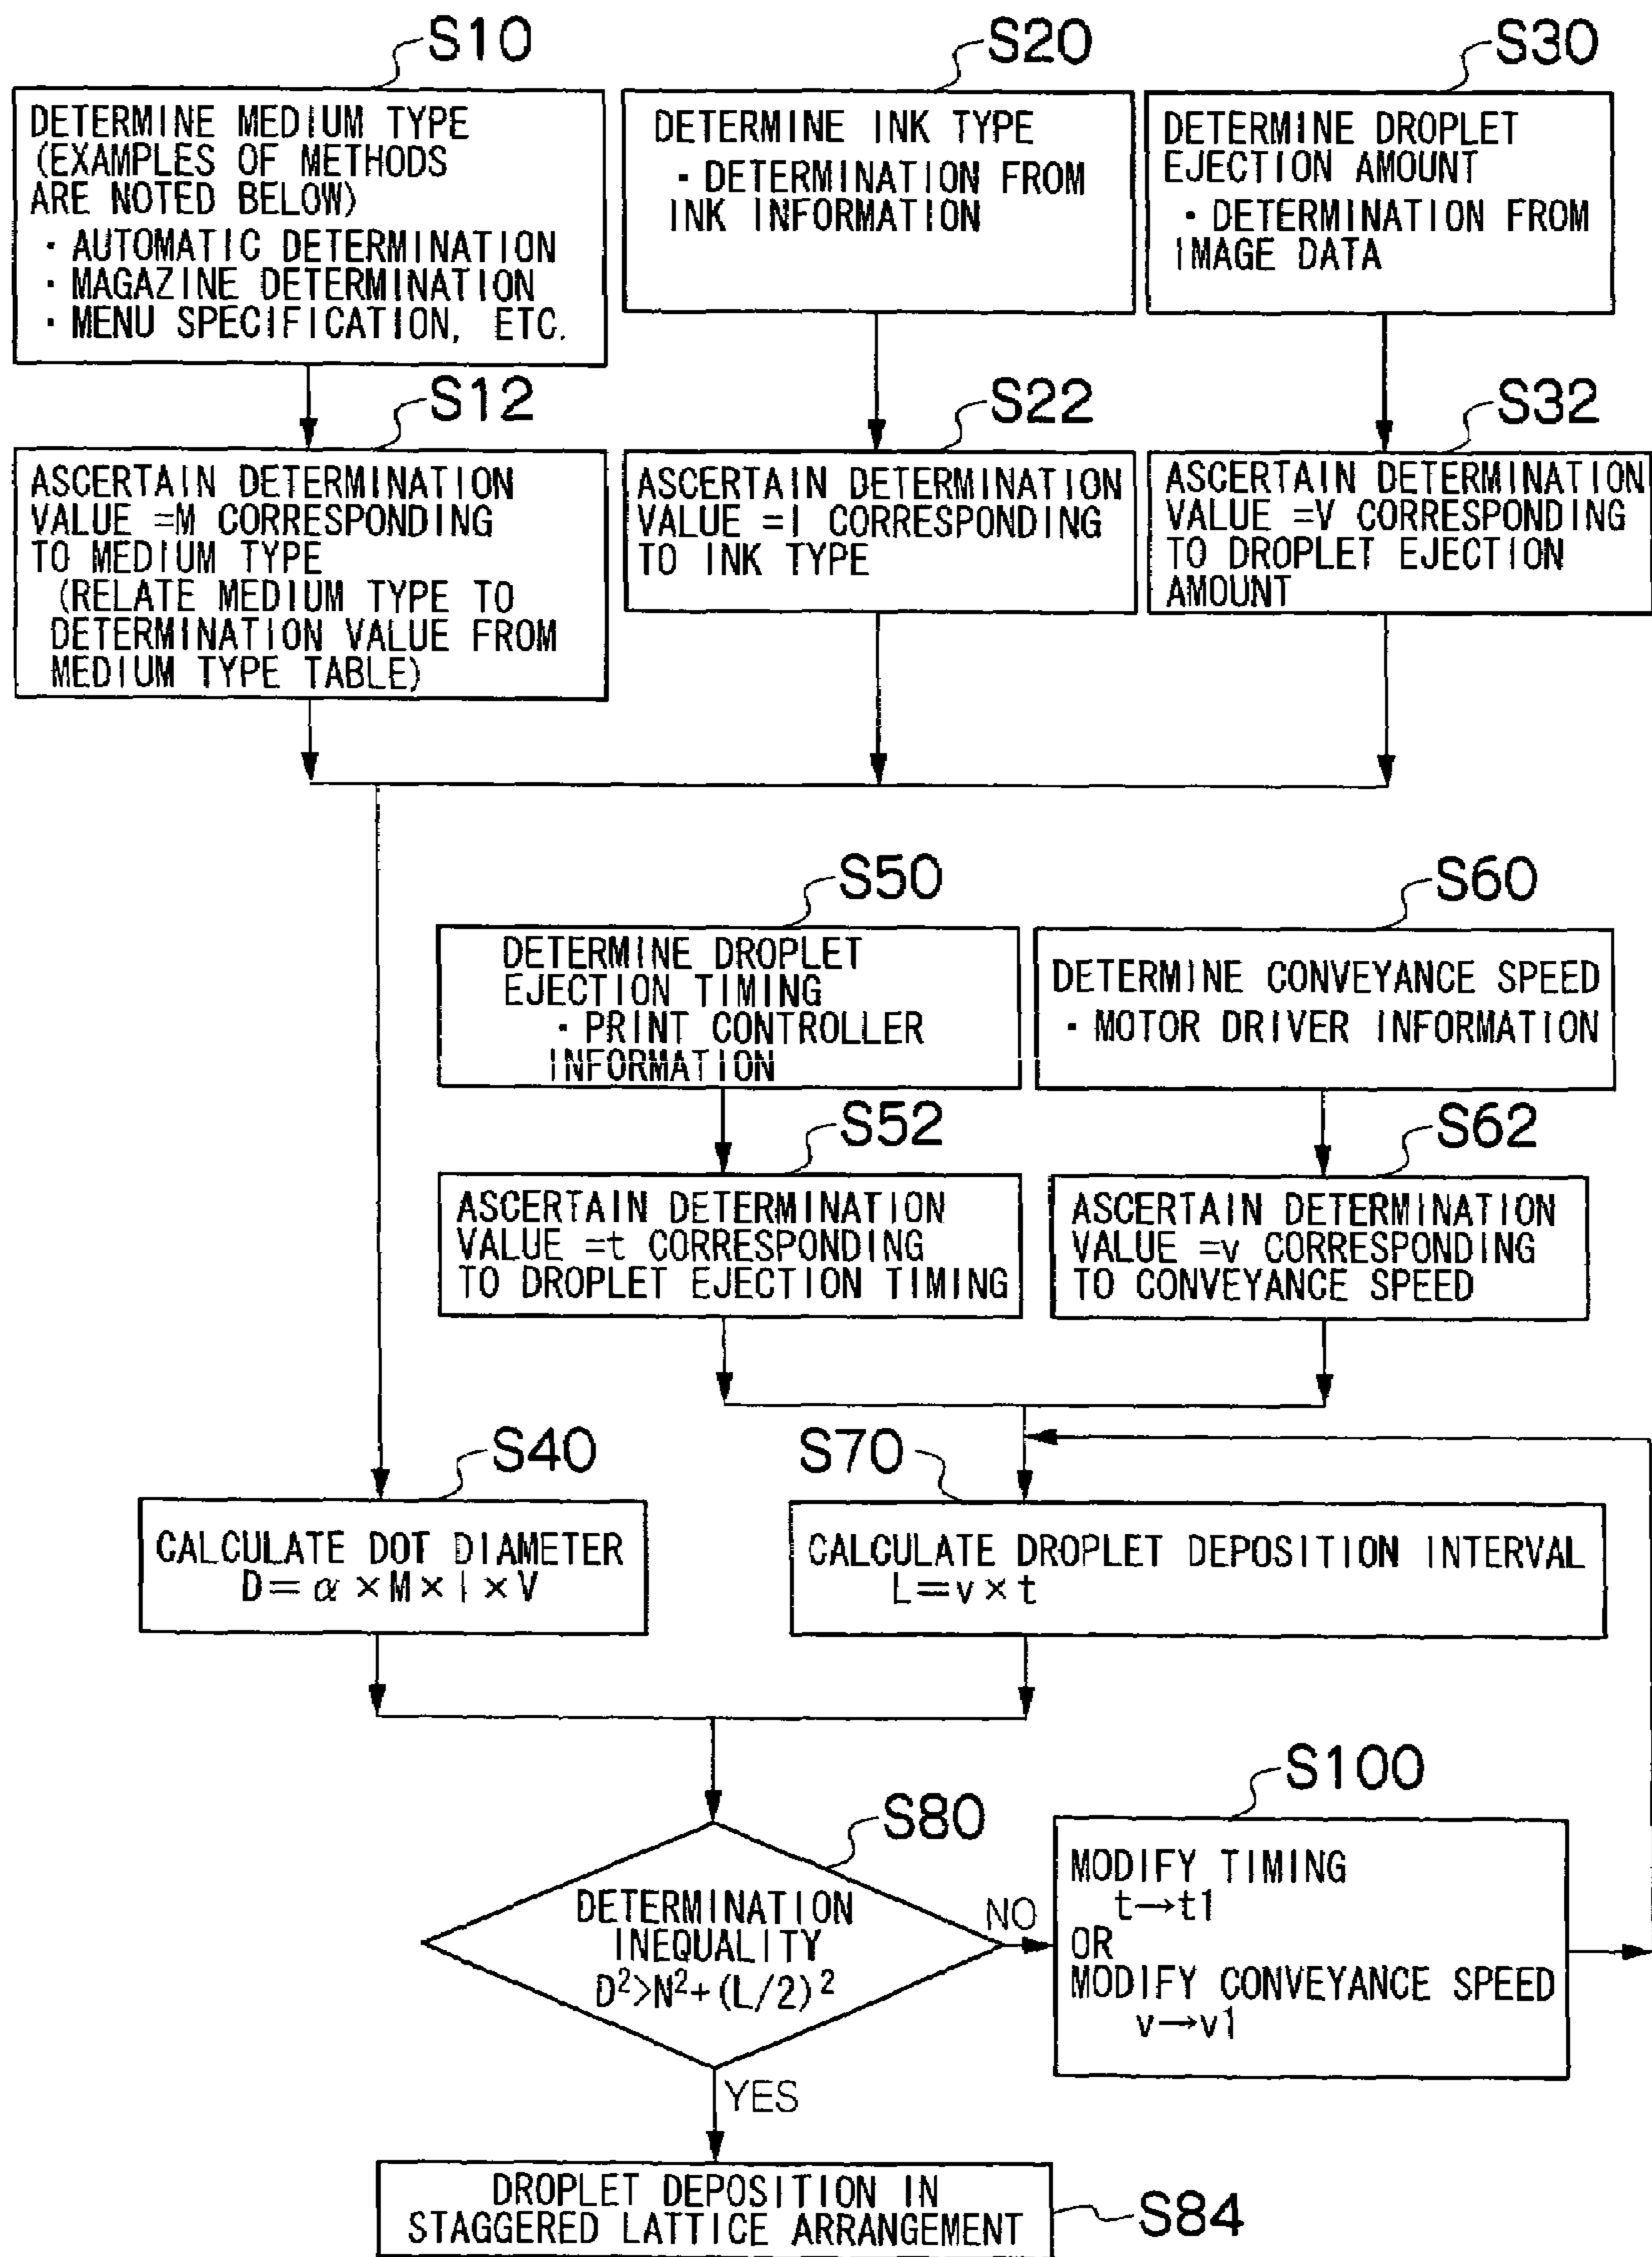 S10
DETERMINE MEDIUM TYPE
(EXAMPLES OF METHODS
ARE NOTED BELOW)
・AUTOMATIC DETERMINATION
・MAGAZINE DETERMINATION
・MENU SPECIFICATION, ETC.
S20
DETERMINE INK TYPE
・DETERMINATION FROM
INK INFORMATION
S30
DETERMINE DROPLET
EJECTION AMOUNT
・DETERMINATION FROM
IMAGE DATA
S12
ASCERTAIN DETERMINATION
VALUE =M CORRESPONDING
TO MEDIUM TYPE
(RELATE MEDIUM TYPE TO
DETERMINATION VALUE FROM
MEDIUM TYPE TABLE)
S22
ASCERTAIN DETERMINATION
VALUE =I CORRESPONDING
TO INK TYPE
S32
ASCERTAIN DETERMINATION
VALUE =V CORRESPONDING
TO DROPLET EJECTION
AMOUNT
S50
DETERMINE DROPLET
EJECTION TIMING
・PRINT CONTROLLER
INFORMATION
S60
DETERMINE CONVEYANCE SPEED
・MOTOR DRIVER INFORMATION
S52
ASCERTAIN DETERMINATION
VALUE =t CORRESPONDING
TO DROPLET EJECTION TIMING
S62
ASCERTAIN DETERMINATION
VALUE =v CORRESPONDING
TO CONVEYANCE SPEED
S40
CALCULATE DOT DIAMETER
D=α×M×I×V
S70
CALCULATE DROPLET DEPOSITION INTERVAL
L=v×t
S80
DETERMINATION
INEQUALITY
D²>N²+(L/2)²
NO
YES
S100
MODIFY TIMING
t→t1
OR
MODIFY CONVEYANCE SPEED
v→v1
DROPLET DEPOSITION IN
STAGGERED LATTICE ARRANGEMENT
S84